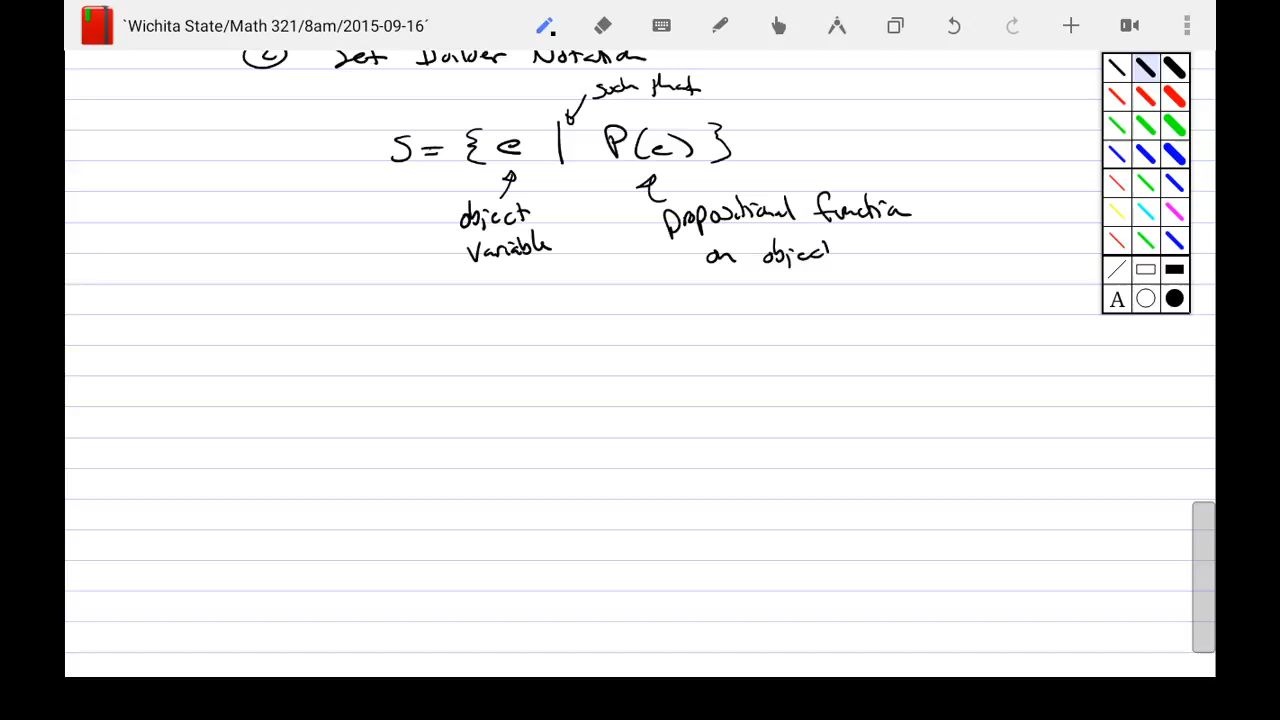 `Wichita State/Math 321/8am/2015-09-16´
② Set Builder Notation
such that
S = { e | P(e) }
object
variable
propositional function
on object
A